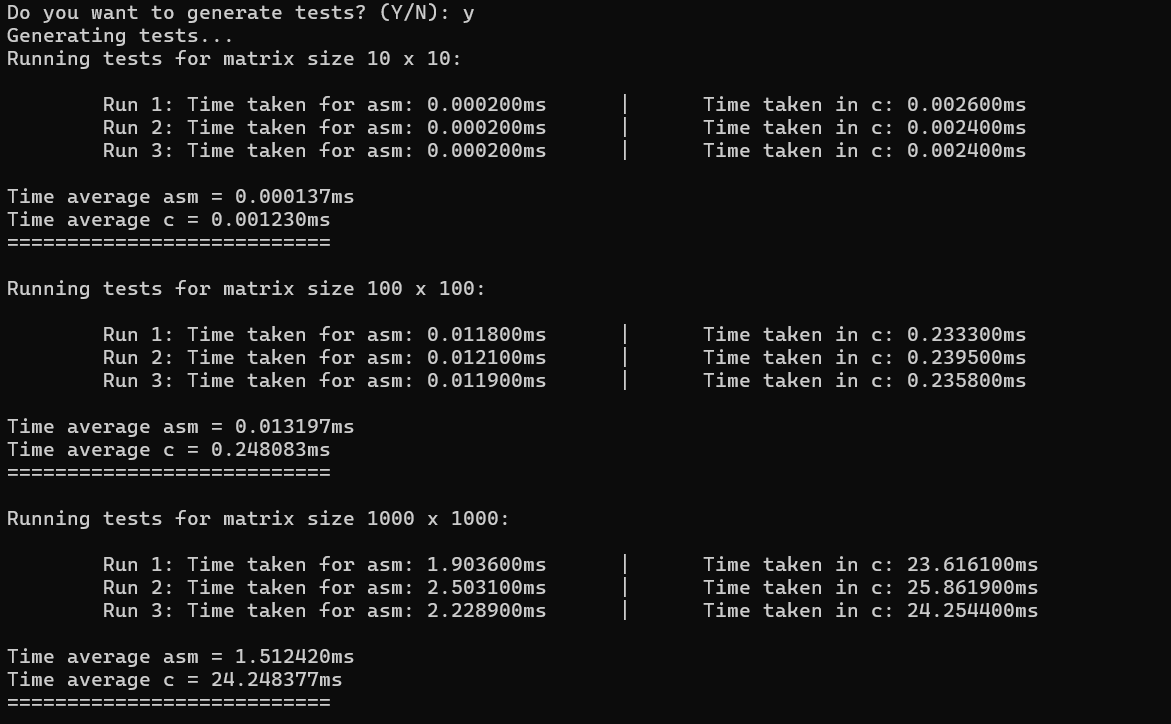 Do you want to generate tests? (Y/N): y
Generating tests...
Running tests for matrix size 10 x 10:
Run 1: Time taken for asm: 0.000200ms | Time taken in c: 0.002600ms
Run 2: Time taken for asm: 0.000200ms | Time taken in c: 0.002400ms
Run 3: Time taken for asm: 0.000200ms | Time taken in c: 0.002400ms
Time average asm = 0.000137ms
Time average c = 0.001230ms
===========================
Running tests for matrix size 100 x 100:
Run 1: Time taken for asm: 0.011800ms | Time taken in c: 0.233300ms
Run 2: Time taken for asm: 0.012100ms | Time taken in c: 0.239500ms
Run 3: Time taken for asm: 0.011900ms | Time taken in c: 0.235800ms
Time average asm = 0.013197ms
Time average c = 0.248083ms
===========================
Running tests for matrix size 1000 x 1000:
Run 1: Time taken for asm: 1.903600ms | Time taken in c: 23.616100ms
Run 2: Time taken for asm: 2.503100ms | Time taken in c: 25.861900ms
Run 3: Time taken for asm: 2.228900ms | Time taken in c: 24.254400ms
Time average asm = 1.512420ms
Time average c = 24.248377ms
===========================